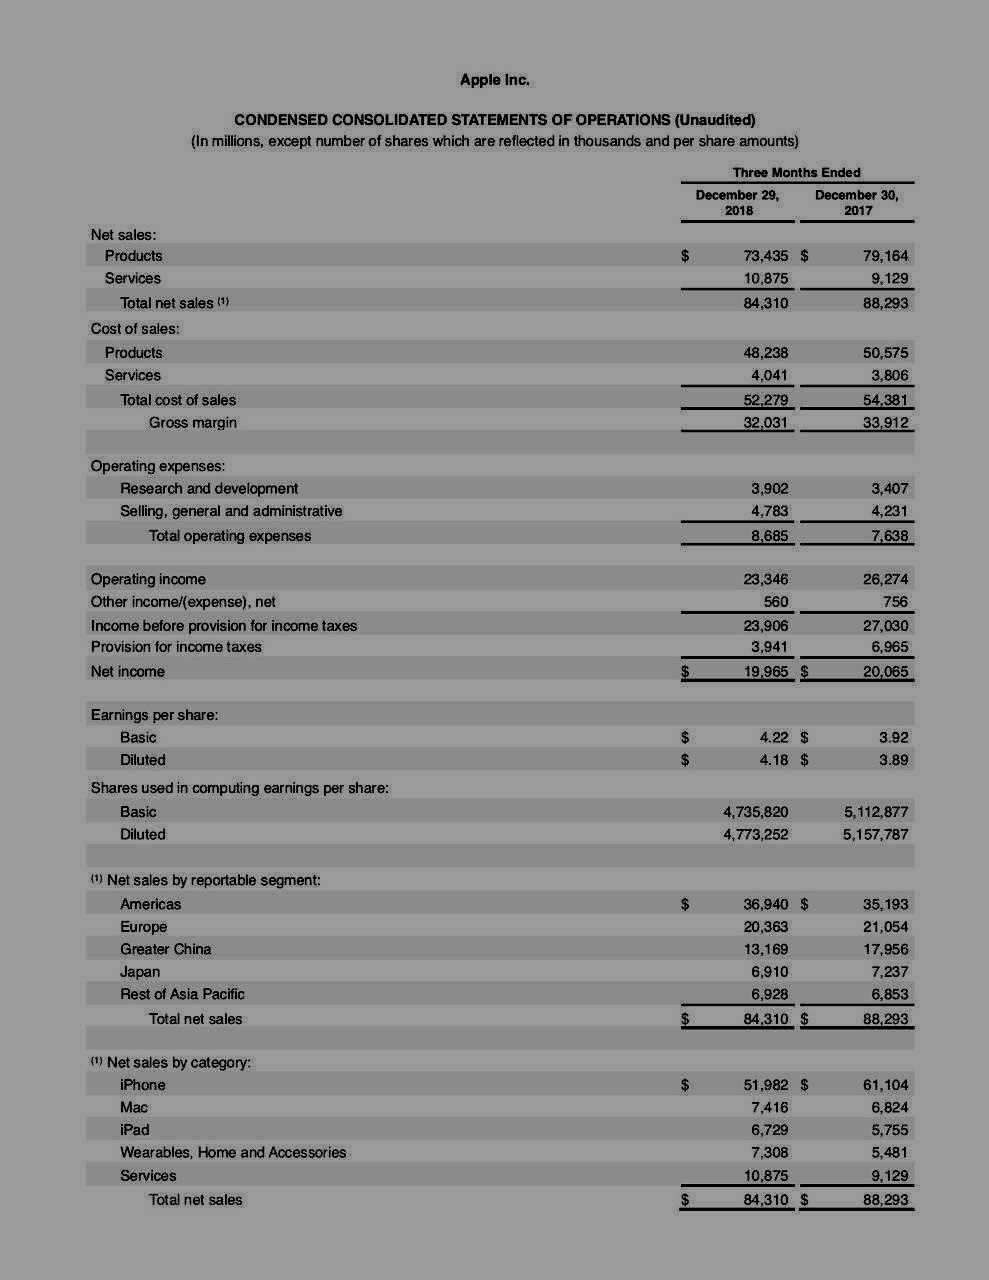 Apple Inc.
CONDENSED CONSOLIDATED STATEMENTS OF OPERATIONS (Unaudited)
(In millions, except number of shares which are reflected in thousands and per share amounts)
Three Months Ended
December 29, 2018 December 30, 2017
Net sales:
Products $ 73,435 $ 79,164
Services 10,875 9,129
Total net sales (1) 84,310 88,293
Cost of sales:
Products 48,238 50,575
Services 4,041 3,806
Total cost of sales 52,279 54,381
Gross margin 32,031 33,912
Operating expenses:
Research and development 3,902 3,407
Selling, general and administrative 4,783 4,231
Total operating expenses 8,685 7,638
Operating income 23,346 26,274
Other income/(expense), net 560 756
Income before provision for income taxes 23,906 27,030
Provision for income taxes 3,941 6,965
Net income $ 19,965 $ 20,065
Earnings per share:
Basic $ 4.22 $ 3.92
Diluted $ 4.18 $ 3.89
Shares used in computing earnings per share:
Basic 4,735,820 5,112,877
Diluted 4,773,252 5,157,787
(1) Net sales by reportable segment:
Americas $ 36,940 $ 35,193
Europe 20,363 21,054
Greater China 13,169 17,956
Japan 6,910 7,237
Rest of Asia Pacific 6,928 6,853
Total net sales $ 84,310 $ 88,293
(1) Net sales by category:
iPhone $ 51,982 $ 61,104
Mac 7,416 6,824
iPad 6,729 5,755
Wearables, Home and Accessories 7,308 5,481
Services 10,875 9,129
Total net sales $ 84,310 $ 88,293